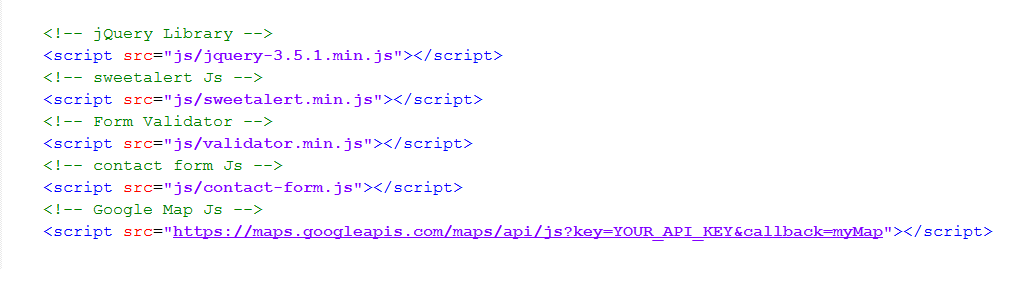 <!-- jQuery Library -->
<script src="js/jquery-3.5.1.min.js"></script>
<!-- sweetalert Js -->
<script src="js/sweetalert.min.js"></script>
<!-- Form Validator -->
<script src="js/validator.min.js"></script>
<!-- contact form Js -->
<script src="js/contact-form.js"></script>
<!-- Google Map Js -->
<script src="https://maps.googleapis.com/maps/api/js?key=YOUR_API_KEY&callback=myMap"></script>